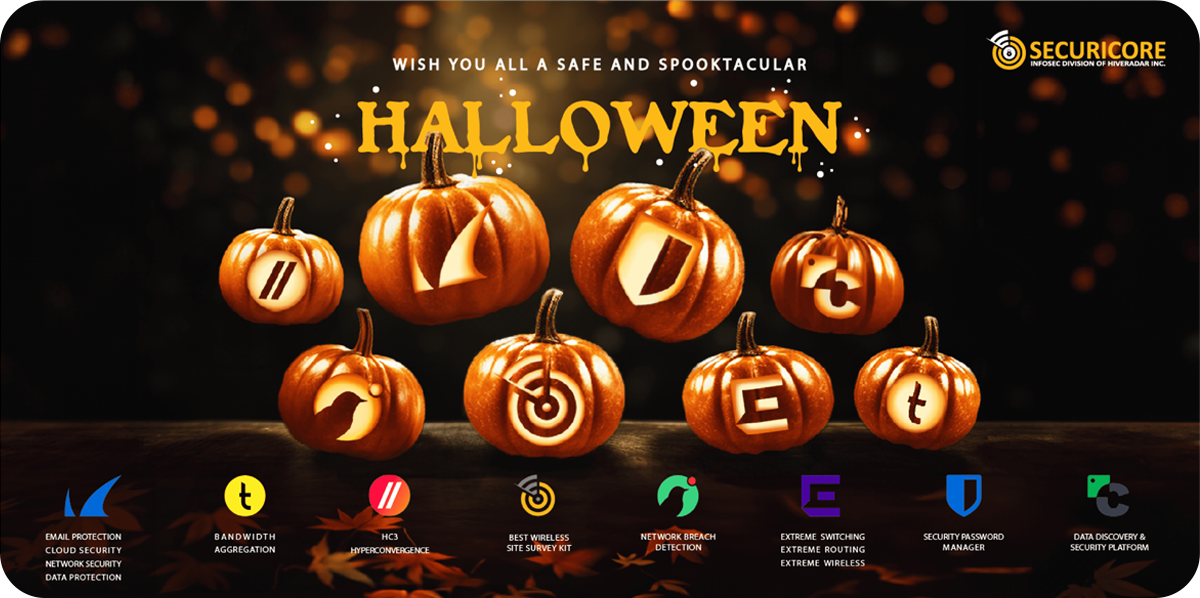 WISH YOU ALL A SAFE AND SPOOKTACULAR
HALLOWEEN
SECURICORE
INFOSEC DIVISION OF HIVERADAR INC.
EMAIL PROTECTION
CLOUD SECURITY
NETWORK SECURITY
DATA PROTECTION
t
BANDWIDTH
AGGREGATION
HC3
HYPERCONVERGENCE
BEST WIRELESS
SITE SURVEY KIT
NETWORK BREACH
DETECTION
EXTREME SWITCHING
EXTREME ROUTING
EXTREME WIRELESS
SECURITY PASSWORD
MANAGER
DATA DISCOVERY &
SECURITY PLATFORM